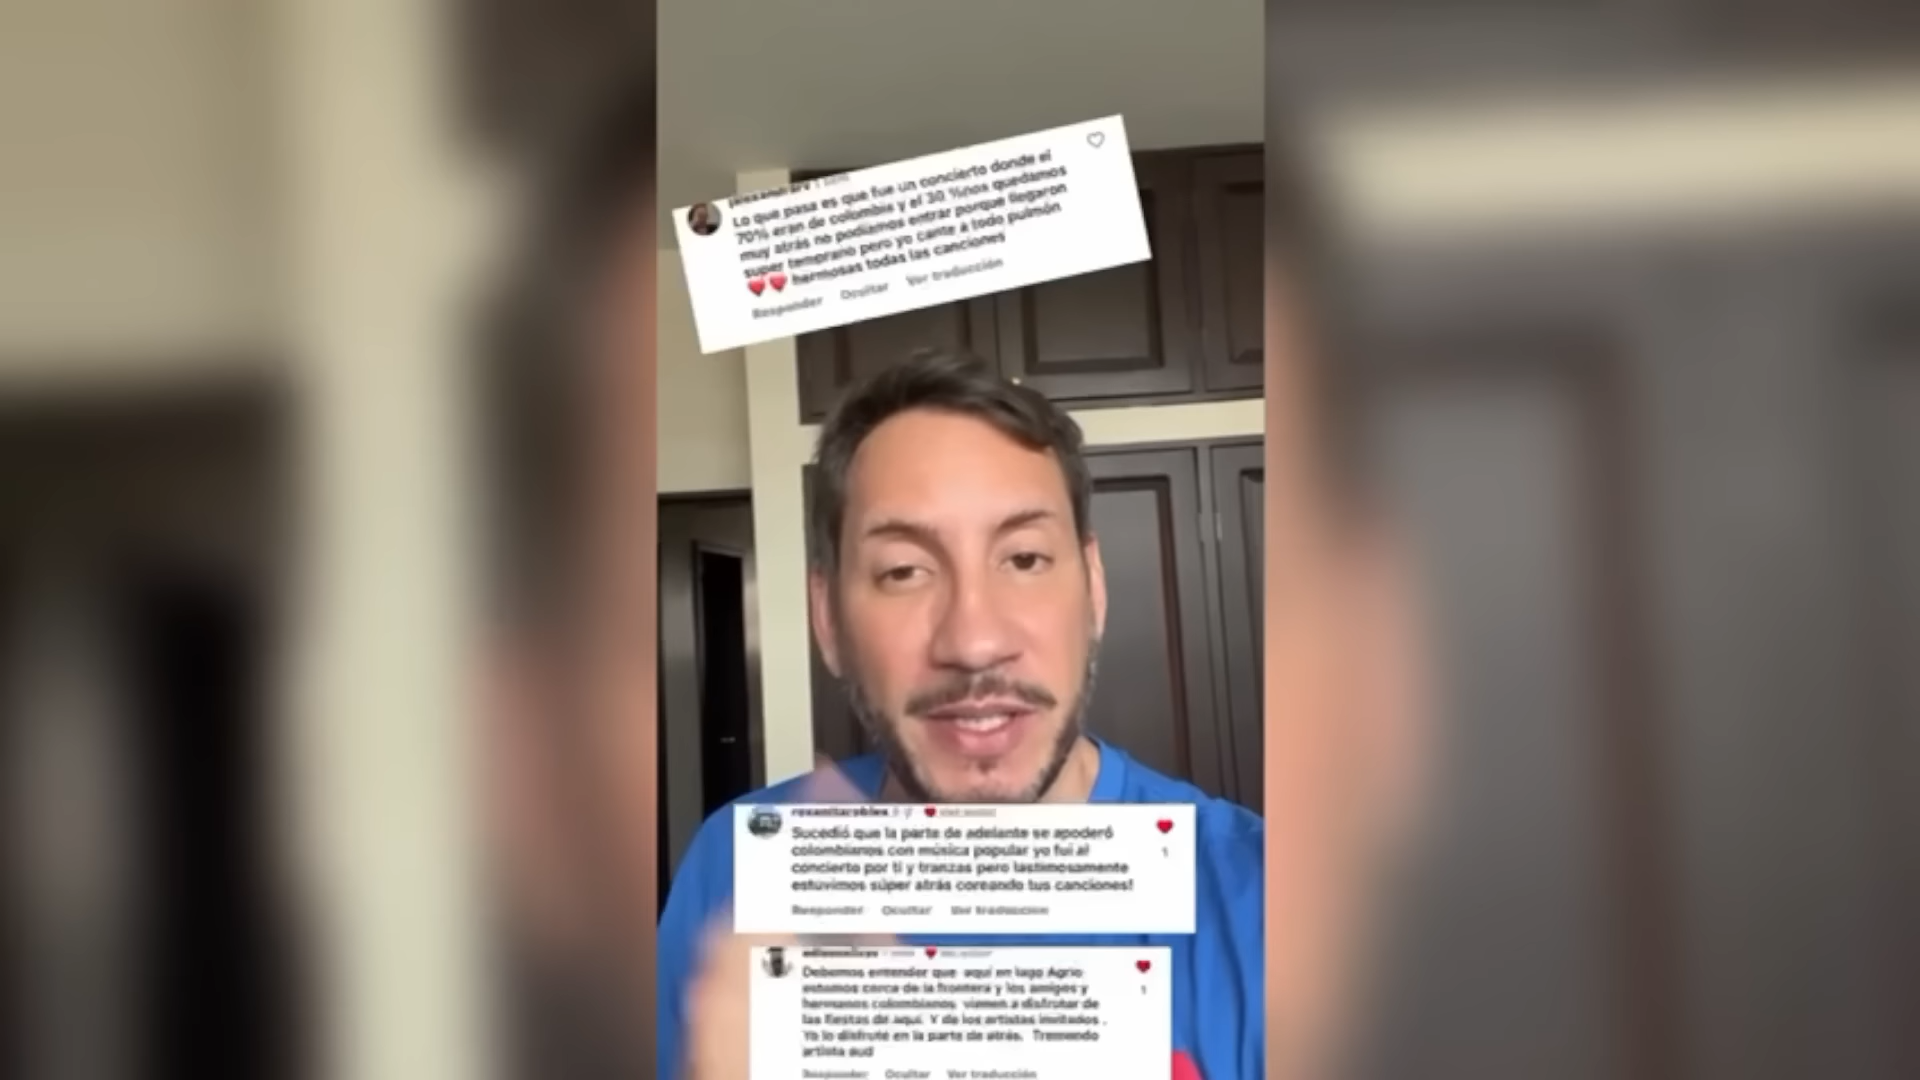 Lo que pasa es que fue un concierto donde el
70% eran de colombia y el 30 %nos quedamos
muy atrás no podíamos entrar porque llegaron
super temprano pero yo cante a todo pulmón
❤️❤️ hermosas todas las canciones
Responder Ocultar Ver traducción
Sucedió que la parte de adelante se apoderó
colombianos con música popular yo fui al
concierto por ti y tranzas pero lastimosamente
estuvimos súper atrás coreando tus canciones!
Responder Ocultar Ver traducción
1
Debemos entender que aquí en lago Agrio
estamos cerca de la frontera y los amigos y
hermanos colombianos vienen a disfrutar de
las fiestas de aquí. Y de los artistas invitados.
Yo lo disfruté en la parte de atrás. Tremendo
artista aud
Responder Ocultar Ver traducción
1